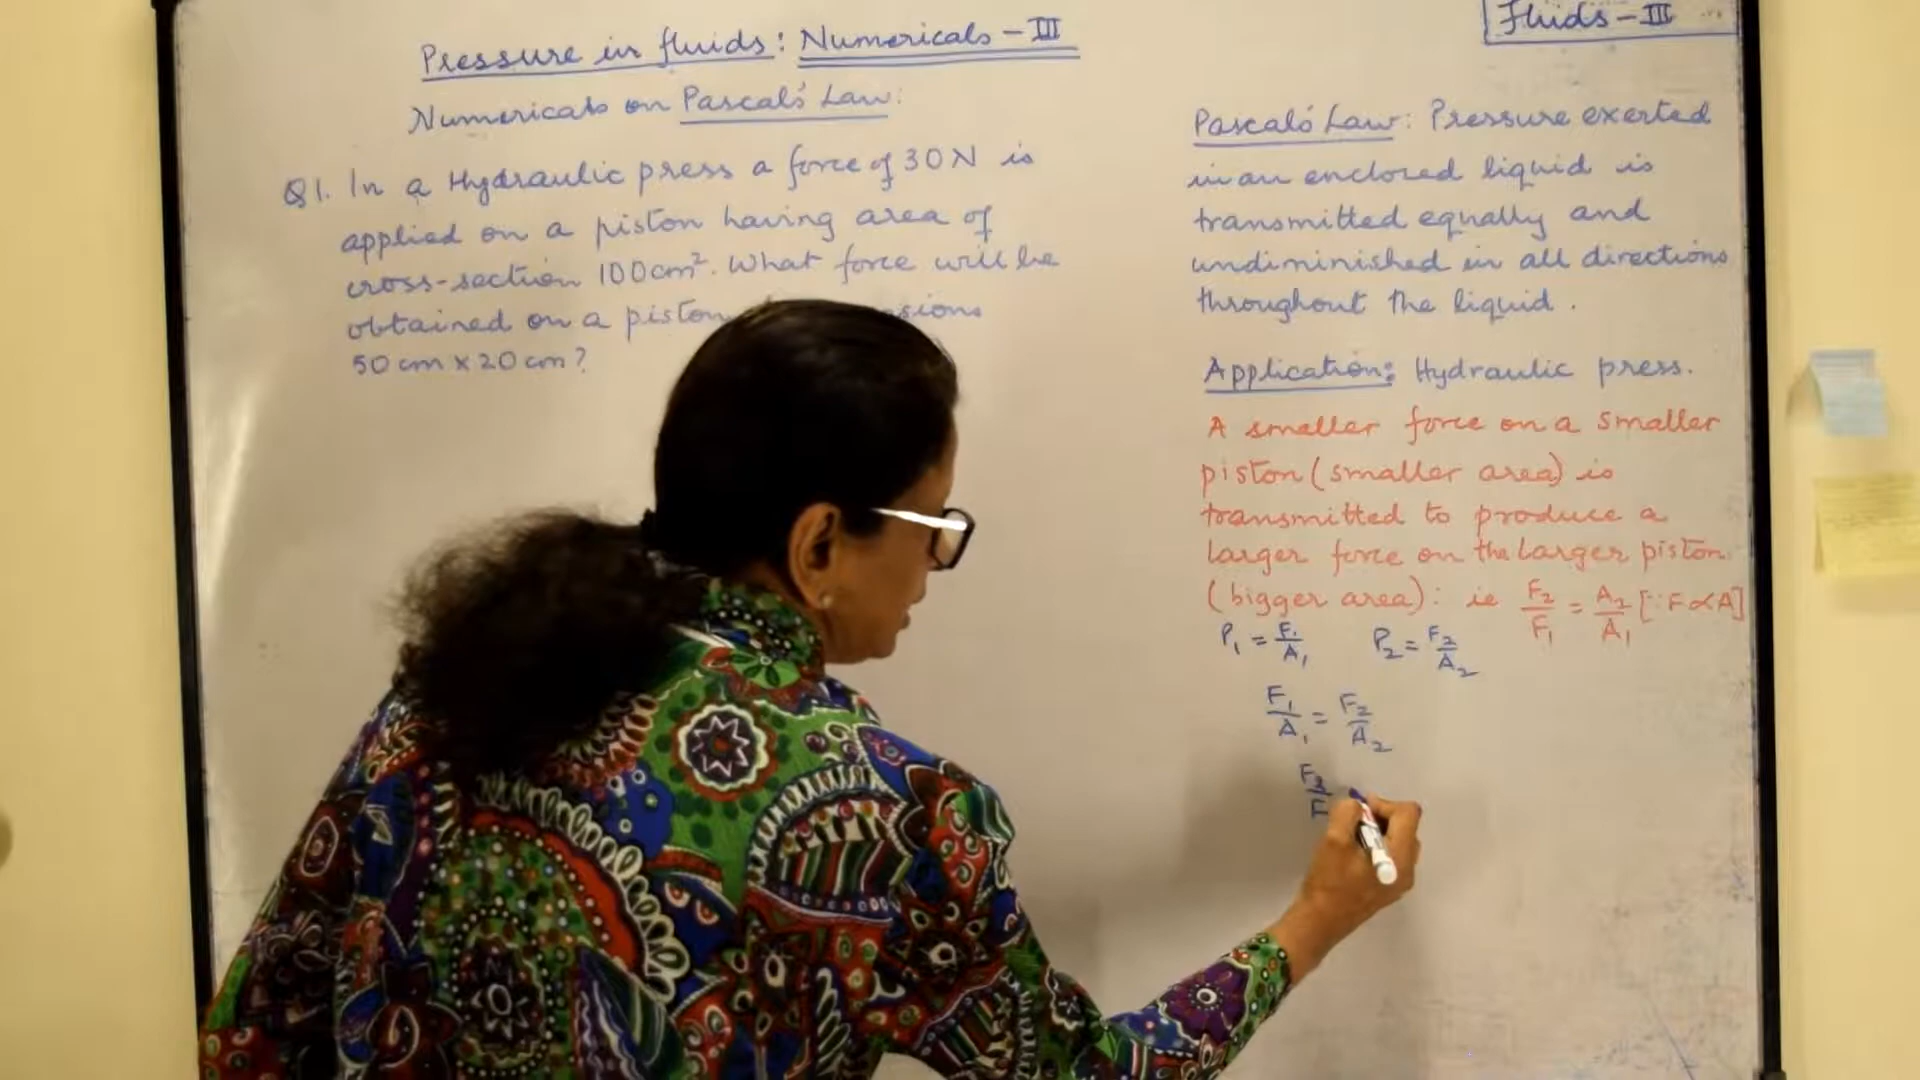 Pressure in fluids: Numericals – III
Numericals on Pascal's Law:
Q1. In a Hydraulic press a force of 30N is
applied on a piston having area of
cross-section 100cm². What force will be
obtained on a piston
50 cm x 20 cm?
Fluids – III
Pascal's Law: Pressure exerted
in an enclosed liquid is
transmitted equally and
undiminished in all directions
throughout the liquid.
Application: Hydraulic press.
A smaller force on a smaller
piston (smaller area) is
transmitted to produce a
larger force on the larger piston
(bigger area): ie F₂/F₁ = A₂/A₁ [∵ F∝A]
P₁ = F₁/A₁ P₂ = F₂/A₂
F₁/A₁ = F₂/A₂